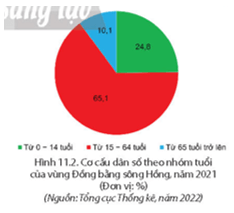 sáng tạo
10,1
24,8
65,1
Từ 0 – 14 tuổi Từ 15 – 64 tuổi Từ 65 tuổi trở lên
Hình 11.2. Cơ cấu dân số theo nhóm tuổi
của vùng Đồng bằng sông Hồng, năm 2021
(Đơn vị: %)
(Nguồn: Tổng cục Thống kê, năm 2022)